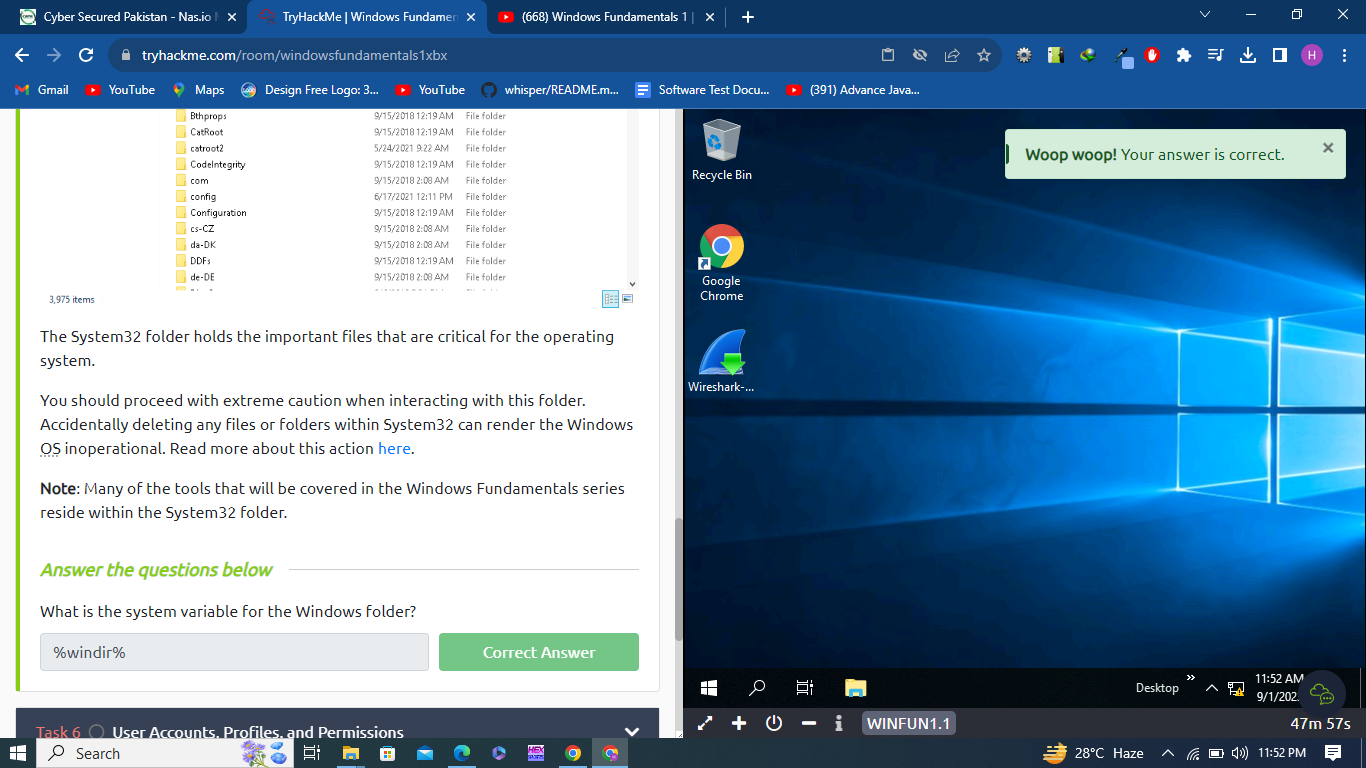 Cyber Secured Pakistan - Nas.io
TryHackMe | Windows Fundamen
(668) Windows Fundamentals 1 |
tryhackme.com/room/windowsfundamentals1xbx
H
Gmail
YouTube
Maps
Design Free Logo: 3...
YouTube
whisper/README.m...
Software Test Docu...
(391) Advance Java...
Bthprops 9/15/2018 12:19 AM File folder
CatRoot 9/15/2018 12:19 AM File folder
catroot2 5/24/2021 9:22 AM File folder
CodeIntegrity 9/15/2018 12:19 AM File folder
com 9/15/2018 2:08 AM File folder
config 6/17/2021 12:11 PM File folder
Configuration 9/15/2018 12:19 AM File folder
cs-CZ 9/15/2018 2:08 AM File folder
da-DK 9/15/2018 2:08 AM File folder
DDFs 9/15/2018 12:19 AM File folder
de-DE 9/15/2018 2:08 AM File folder
3,975 items
The System32 folder holds the important files that are critical for the operating
system.
You should proceed with extreme caution when interacting with this folder.
Accidentally deleting any files or folders within System32 can render the Windows
OS inoperational. Read more about this action here.
Note: Many of the tools that will be covered in the Windows Fundamentals series
reside within the System32 folder.
Answer the questions below
What is the system variable for the Windows folder?
%windir%
Correct Answer
Task 6 User Accounts, Profiles, and Permissions
Recycle Bin
Google
Chrome
Wireshark-...
Woop woop! Your answer is correct.
Desktop
11:52 AM
9/1/202
WINFUN1.1
47m 57s
Search
28°C Haze
11:52 PM